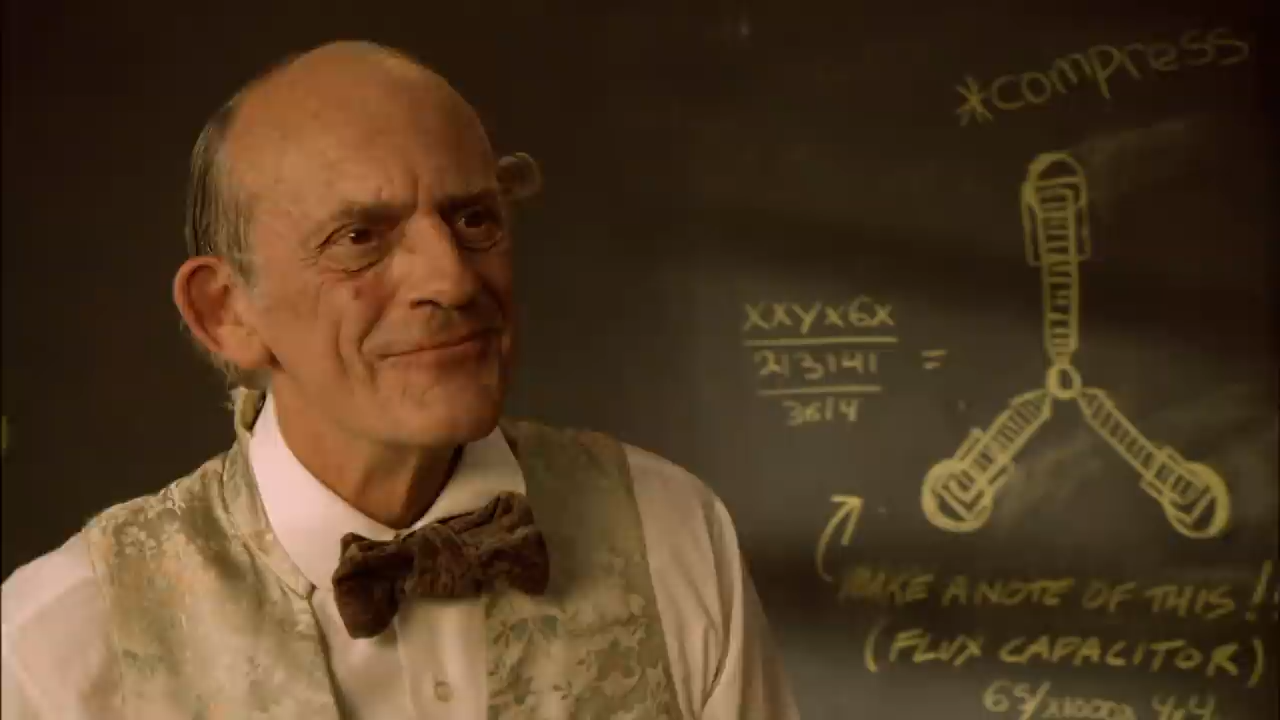 *compress
XXYX6X
213141
=
3614
MAKE A NOTE OF THIS!!
(FLUX CAPACITOR)